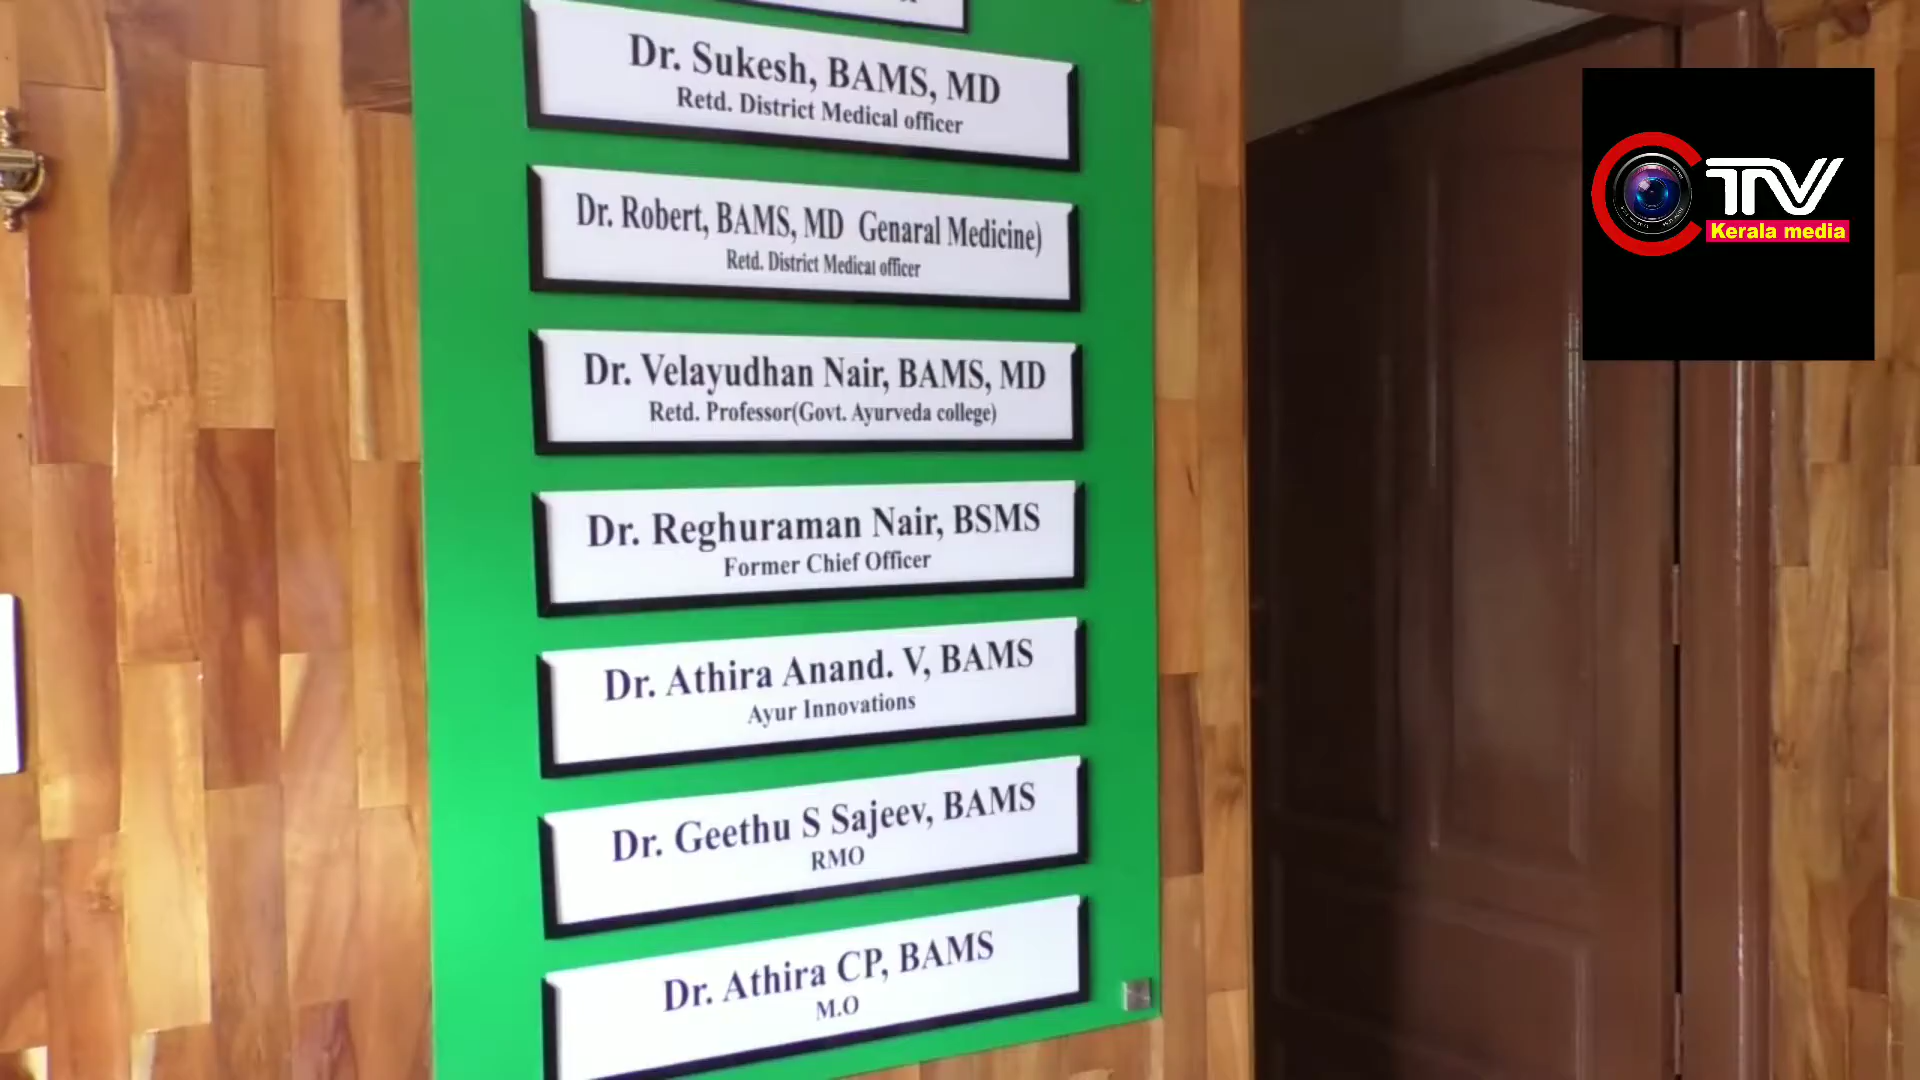 Dr. Sukesh, BAMS, MD
Retd. District Medical officer
Dr. Robert, BAMS, MD Genaral Medicine)
Retd. District Medical officer
Dr. Velayudhan Nair, BAMS, MD
Retd. Professor(Govt. Ayurveda college)
Dr. Reghuraman Nair, BSMS
Former Chief Officer
Dr. Athira Anand. V, BAMS
Ayur Innovations
Dr. Geethu S Sajeev, BAMS
RMO
Dr. Athira CP, BAMS
M.O
CTV
Kerala media